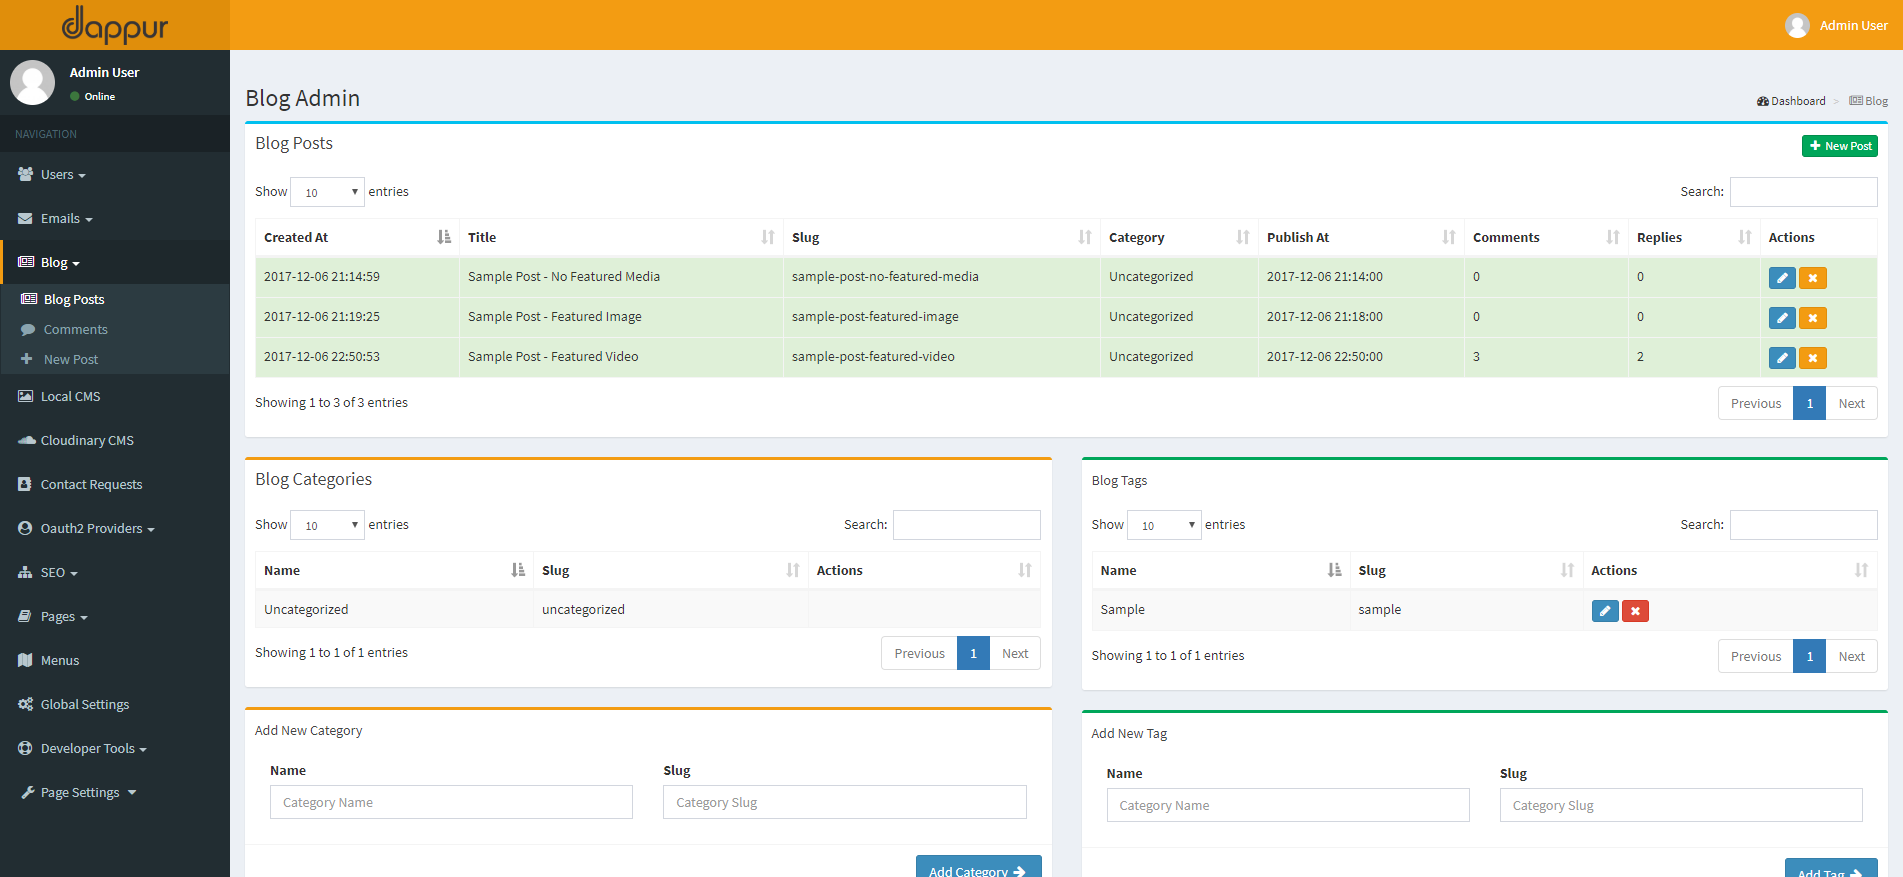 dappur
Admin User
Admin User
Online
NAVIGATION
Users
Emails
Blog
Blog Posts
Comments
New Post
Local CMS
Cloudinary CMS
Contact Requests
Oauth2 Providers
SEO
Pages
Menus
Global Settings
Developer Tools
Page Settings
Blog Admin
Dashboard > Blog
Blog Posts
New Post
Show 10 entries
Search:
Created At Title Slug Category Publish At Comments Replies Actions
2017-12-06 21:14:59 Sample Post - No Featured Media sample-post-no-featured-media Uncategorized 2017-12-06 21:14:00 0 0
2017-12-06 21:19:25 Sample Post - Featured Image sample-post-featured-image Uncategorized 2017-12-06 21:18:00 0 0
2017-12-06 22:50:53 Sample Post - Featured Video sample-post-featured-video Uncategorized 2017-12-06 22:50:00 3 2
Showing 1 to 3 of 3 entries
Previous 1 Next
Blog Categories
Show 10 entries
Search:
Name Slug Actions
Uncategorized uncategorized
Showing 1 to 1 of 1 entries
Previous 1 Next
Blog Tags
Show 10 entries
Search:
Name Slug Actions
Sample sample
Showing 1 to 1 of 1 entries
Previous 1 Next
Add New Category
Name Slug
Category Name Category Slug
Add Category
Add New Tag
Name Slug
Category Name Category Slug
Add Tag